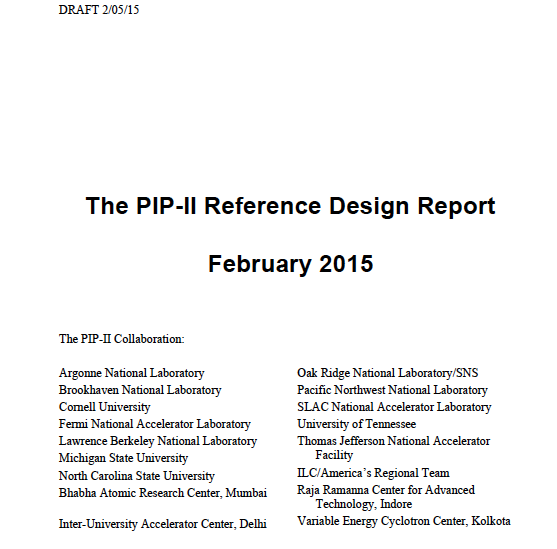 DRAFT 2/05/15
The PIP-II Reference Design Report
February 2015
The PIP-II Collaboration:
Argonne National Laboratory
Brookhaven National Laboratory
Cornell University
Fermi National Accelerator Laboratory
Lawrence Berkeley National Laboratory
Michigan State University
North Carolina State University
Bhabha Atomic Research Center, Mumbai
Inter-University Accelerator Center, Delhi
Oak Ridge National Laboratory/SNS
Pacific Northwest National Laboratory
SLAC National Accelerator Laboratory
University of Tennessee
Thomas Jefferson National Accelerator
Facility
ILC/America's Regional Team
Raja Ramanna Center for Advanced
Technology, Indore
Variable Energy Cyclotron Center, Kolkota